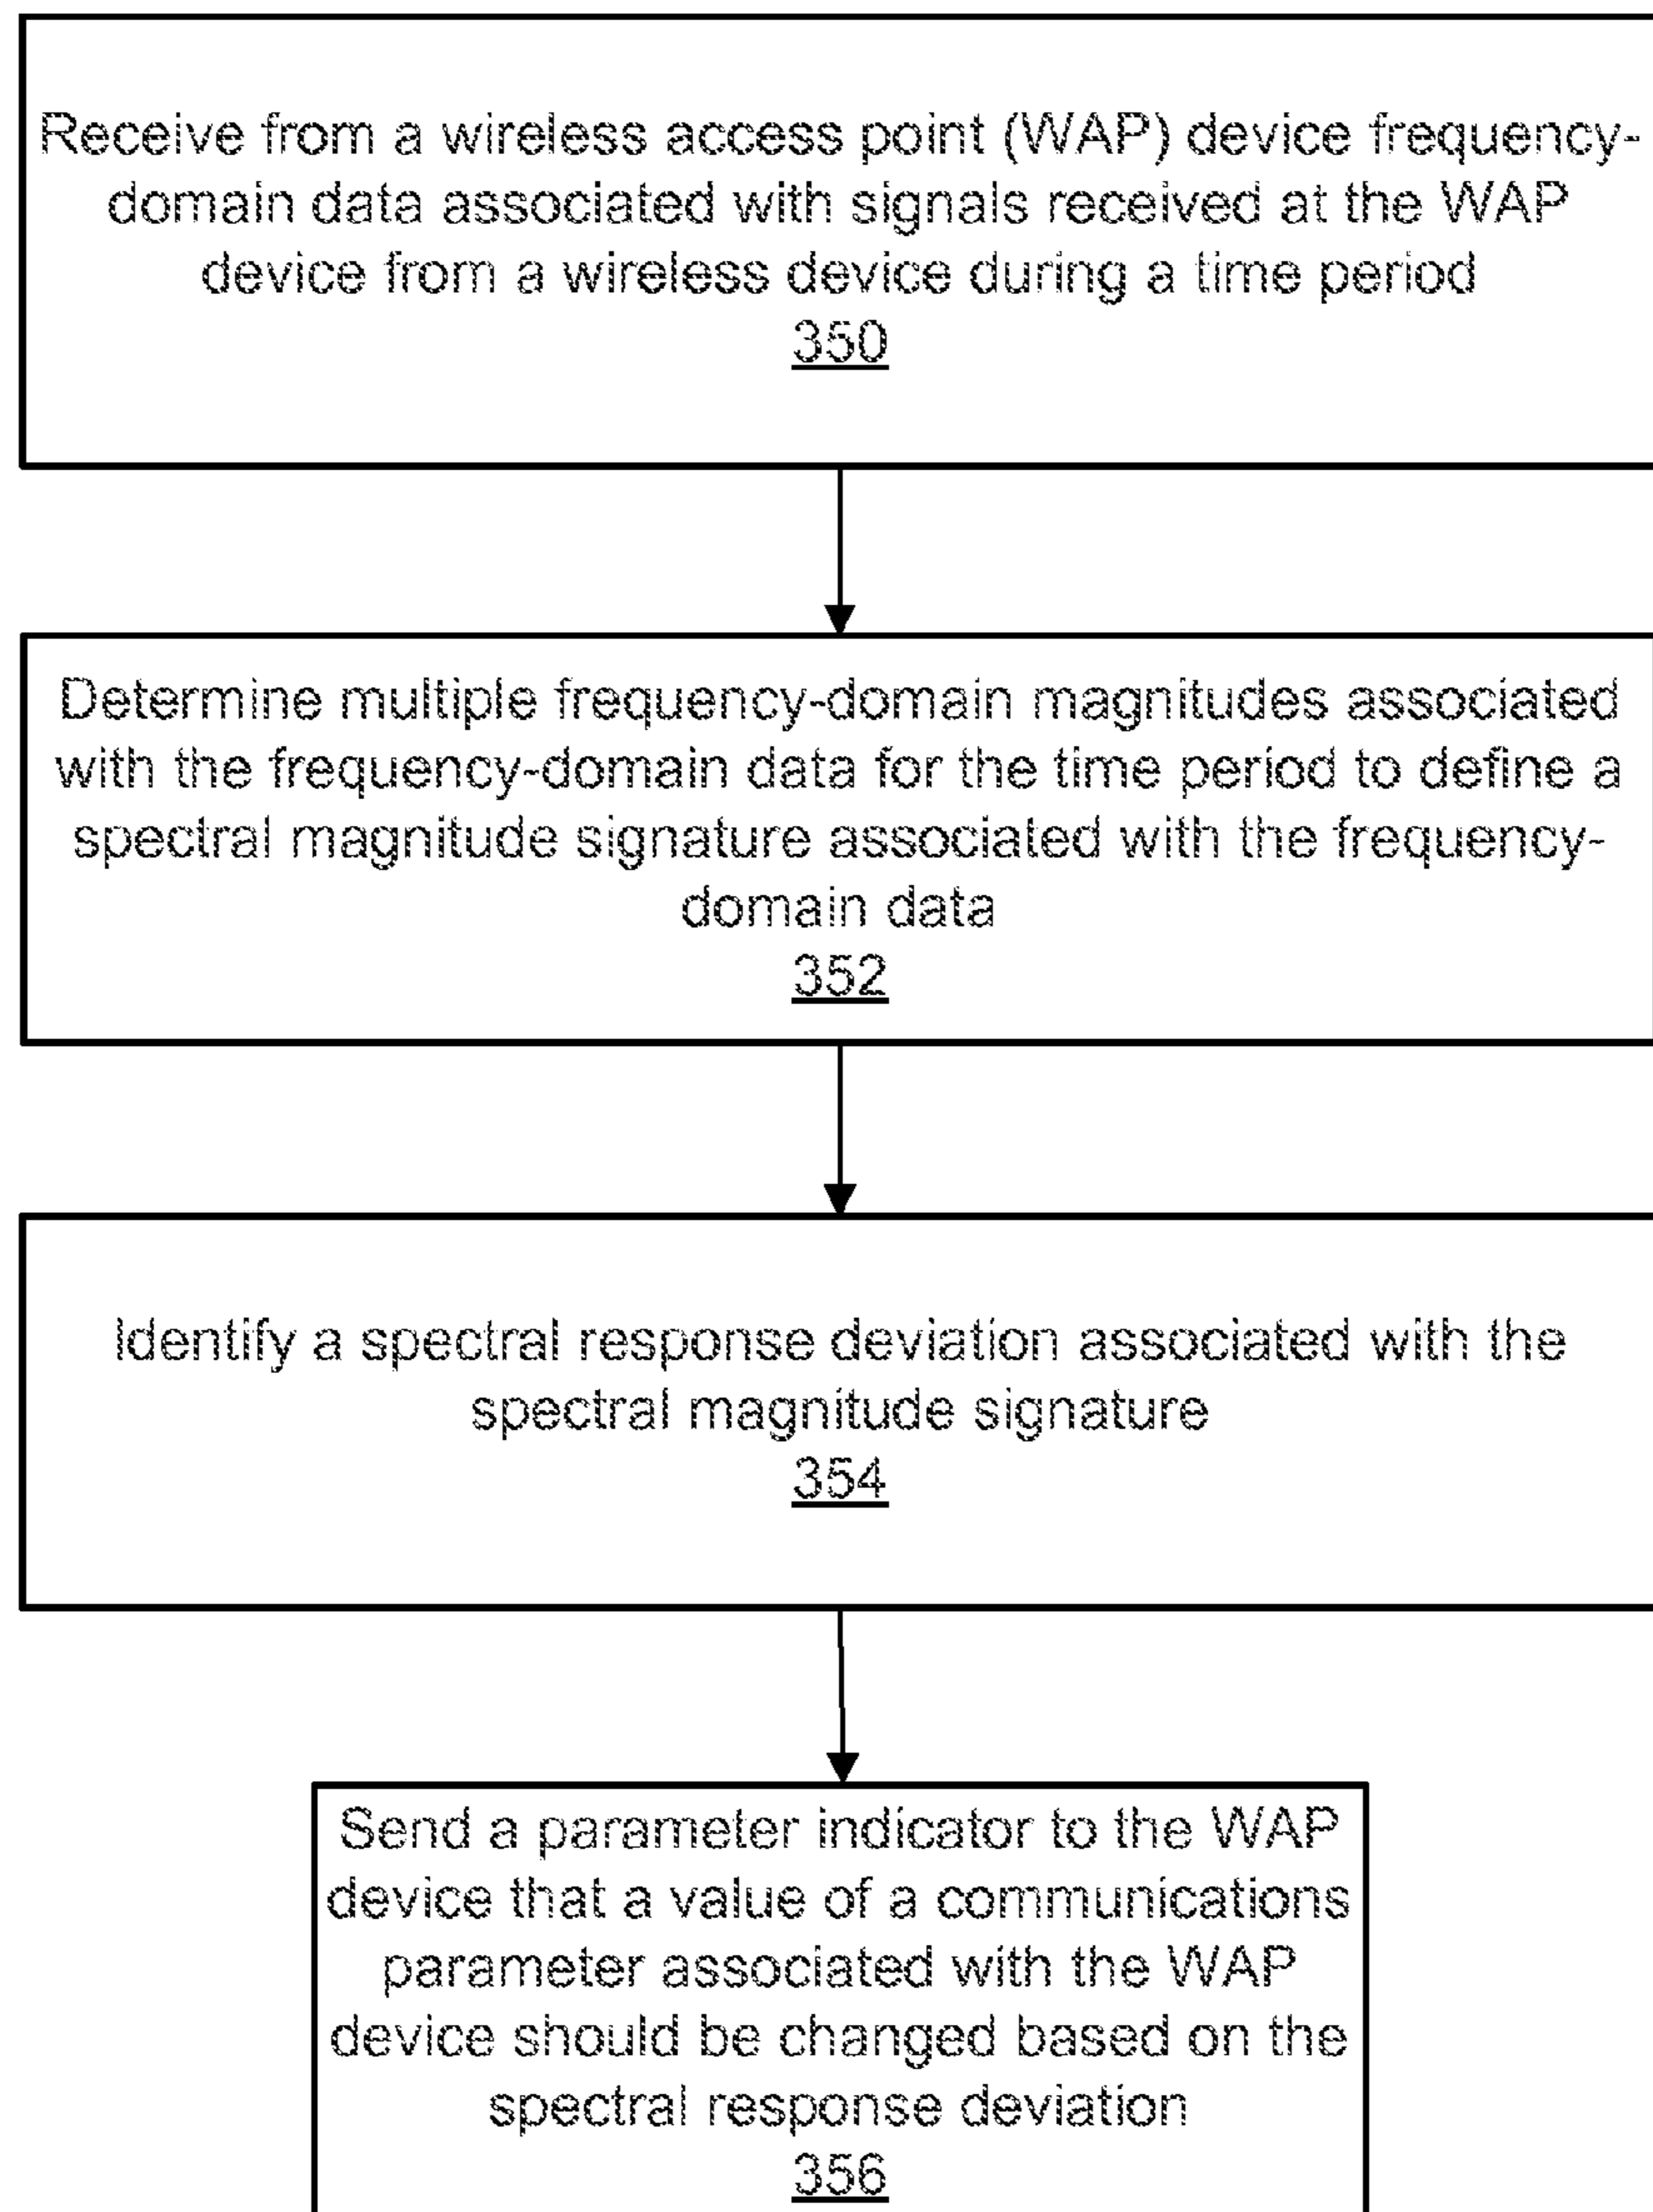 Receive from a wireless access point (WAP) device frequency-
domain data associated with signals received at the WAP
device from a wireless device during a time period
350
Determine multiple frequency-domain magnitudes associated
with the frequency-domain data for the time period to define a
spectral magnitude signature associated with the frequency-
domain data
352
Identify a spectral response deviation associated with the
spectral magnitude signature
354
Send a parameter indicator to the WAP
device that a value of a communications
parameter associated with the WAP
device should be changed based on the
spectral response deviation
356